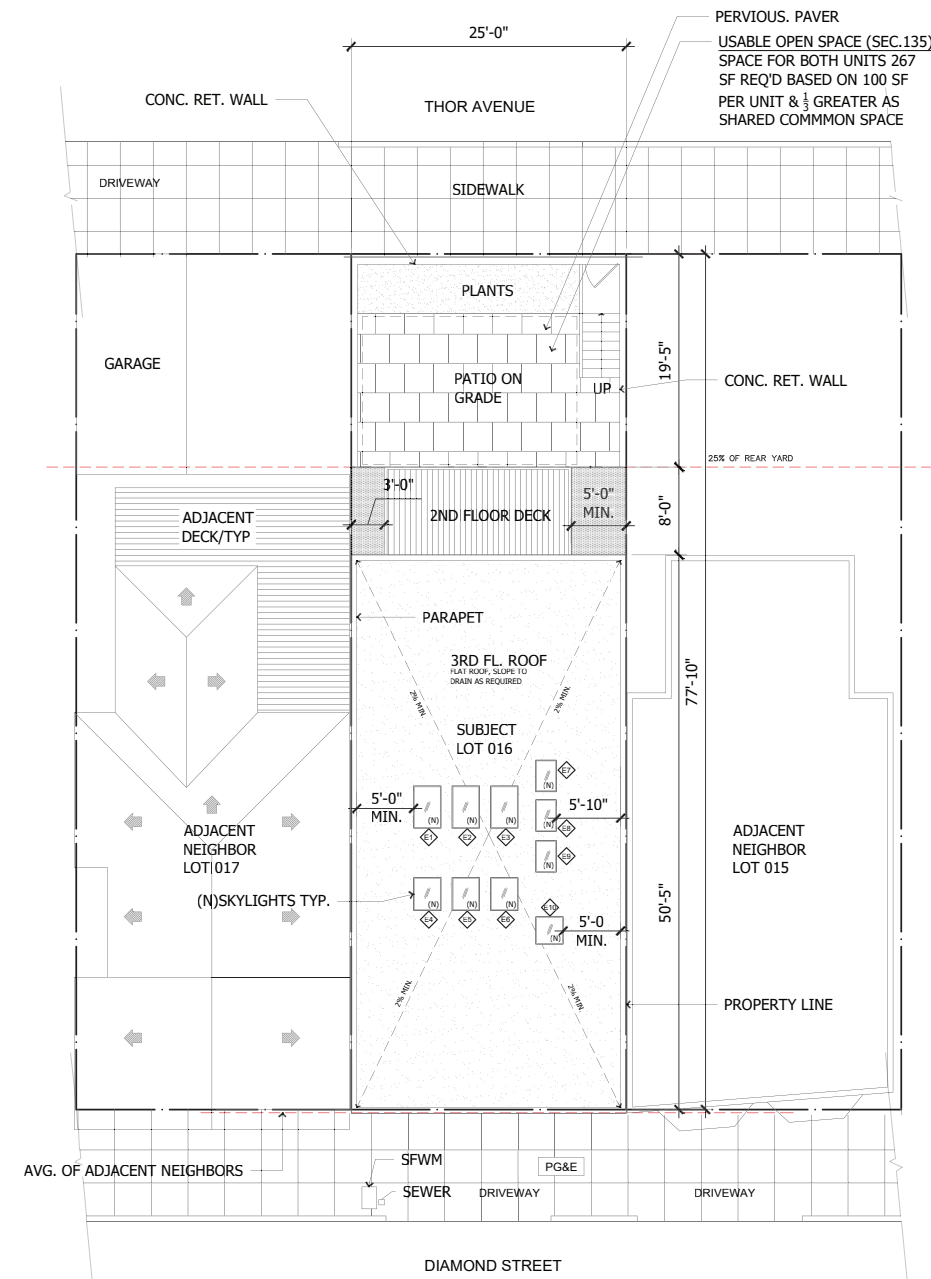 PERVIOUS. PAVER
USABLE OPEN SPACE (SEC.135)
SPACE FOR BOTH UNITS 267
SF REQ'D BASED ON 100 SF
PER UNIT & 1/3 GREATER AS
SHARED COMMMON SPACE
25'-0"
CONC. RET. WALL
THOR AVENUE
DRIVEWAY
SIDEWALK
PLANTS
GARAGE
PATIO ON
GRADE
UP
19'-5"
CONC. RET. WALL
25% OF REAR YARD
3'-0"
5'-0"
MIN.
2ND FLOOR DECK
8'-0"
ADJACENT
DECK/TYP
PARAPET
3RD FL. ROOF
FLAT ROOF, SLOPE TO
DRAIN AS REQUIRED
2% MIN.
2% MIN.
77'-10"
SUBJECT
LOT 016
E7
(N)
5'-0"
MIN.
5'-10"
(N)
(N)
(N)
(N)
E1
E2
E3
E8
ADJACENT
NEIGHBOR
LOT 017
ADJACENT
NEIGHBOR
LOT 015
E9
(N)
(N)SKYLIGHTS TYP.
(N)
(N)
(N)
E4
E5
E6
E10
(N)
5'-0
MIN.
50'-5"
2% MIN.
2% MIN.
PROPERTY LINE
AVG. OF ADJACENT NEIGHBORS
SFWM
SEWER
PG&E
DRIVEWAY
DRIVEWAY
DIAMOND STREET